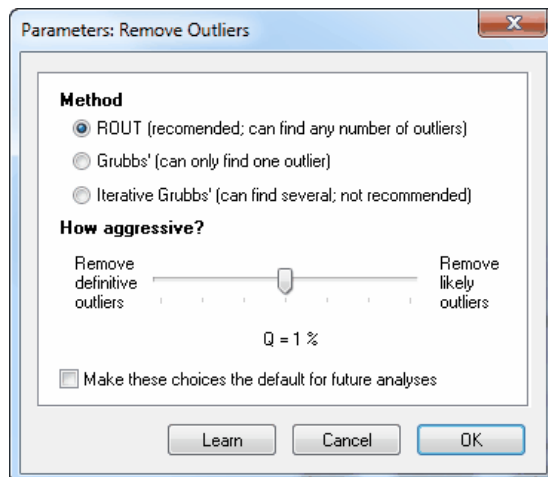 Parameters: Remove Outliers
Method
ROUT (recomended; can find any number of outliers)
Grubbs' (can only find one outlier)
Iterative Grubbs' (can find several; not recommended)
How aggressive?
Remove
definitive
outliers
Remove
likely
outliers
Q = 1 %
Make these choices the default for future analyses
Learn
Cancel
OK